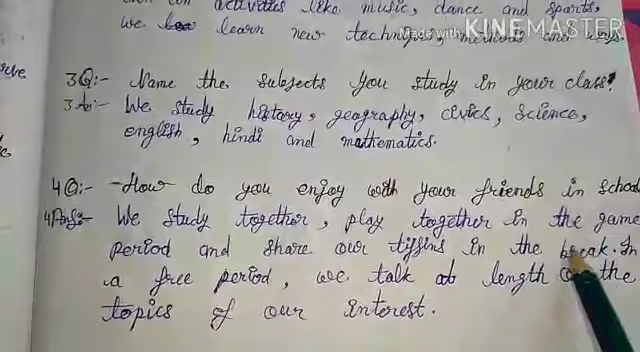 activities like music, dance and sports,
we learn new
Made with KINEMASTER
3Q:- Name the subjects you study in your class?
3A:- We study history, geography, civics, science,
english, hindi and mathematics.
4Q:- How do you enjoy with your friends in school
4Ans:- We study together, play together in the game
period and share our tiffins in the break. In
a free period, we talk at length on the
topics of our interest.